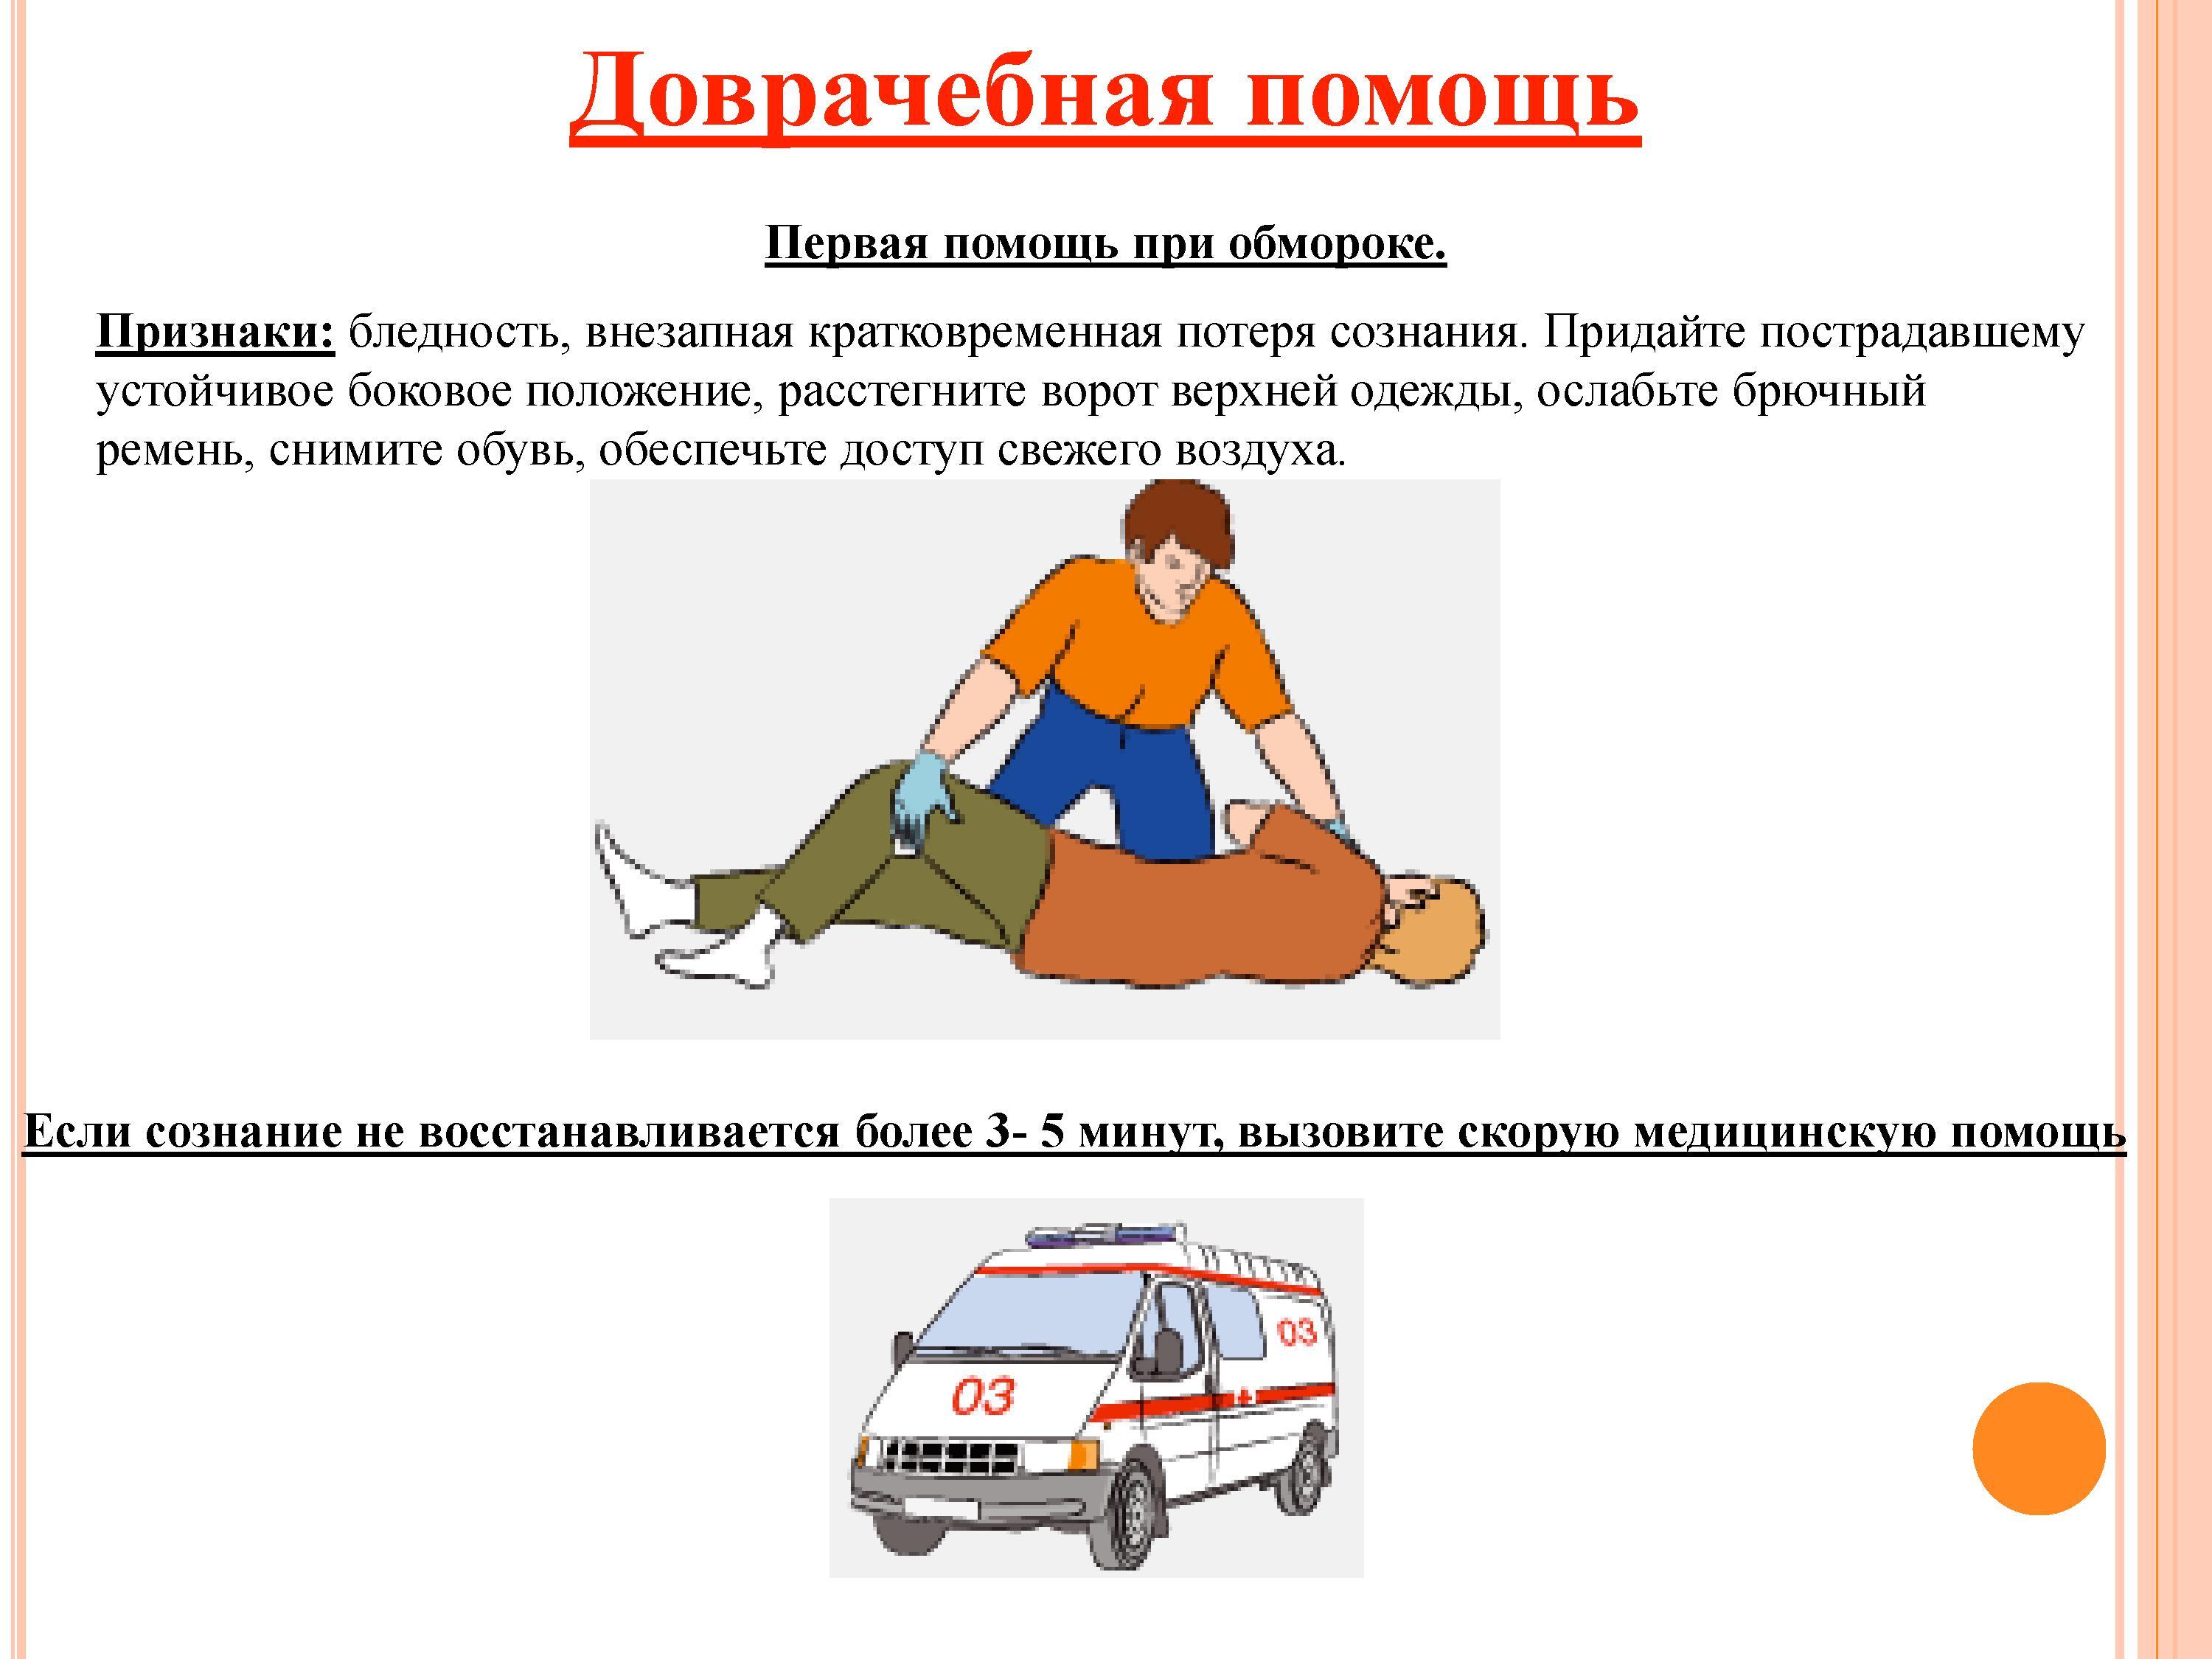 Доврачебная помощь
Первая помощь при обмороке.
Признаки: бледность, внезапная кратковременная потеря сознания. Придайте пострадавшему
устойчивое боковое положение, расстегните ворот верхней одежды, ослабьте брючный
ремень, снимите обувь, обеспечьте доступ свежего воздуха.
Если сознание не восстанавливается более 3- 5 минут, вызовите скорую медицинскую помощь
03
03